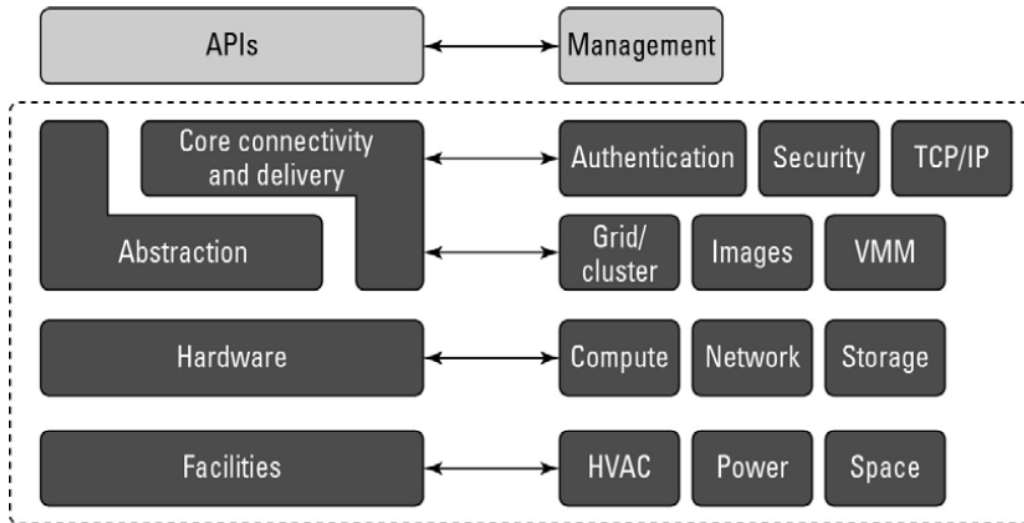 APIs
Management
Core connectivity
and delivery
Authentication
Security
TCP/IP
Abstraction
Grid/
cluster
Images
VMM
Hardware
Compute
Network
Storage
Facilities
HVAC
Power
Space